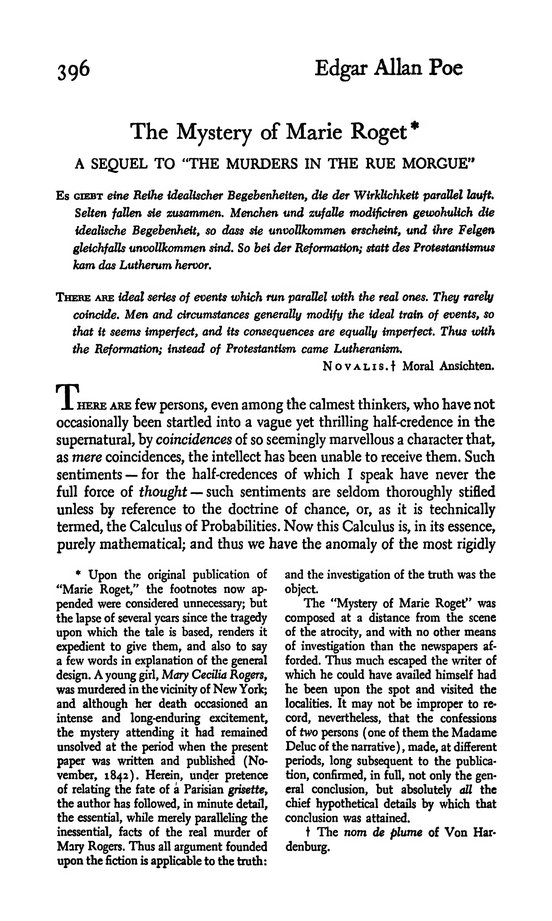 396
Edgar Allan Poe
The Mystery of Marie Roget*
A SEQUEL TO “THE MURDERS IN THE RUE MORGUE”
Es giebt eine Reihe idealischer Begebenheiten, die der Wirklichkeit parallel lauft.
Selten fallen sie zusammen. Menchen und zufalle modificiren gewohulich die
idealische Begebenheit, so dass sie unvollkommen erscheint, und ihre Felgen
gleichfalls unvollkommen sind. So bei der Reformation; statt des Protestantismus
kam das Lutherum hervor.
There are ideal series of events which run parallel with the real ones. They rarely
coincide. Men and circumstances generally modify the ideal train of events, so
that it seems imperfect, and its consequences are equally imperfect. Thus with
the Reformation; instead of Protestantism came Lutheranism.
Novalis.† Moral Ansichten.
There are few persons, even among the calmest thinkers, who have not
occasionally been startled into a vague yet thrilling half-credence in the
supernatural, by coincidences of so seemingly marvellous a character that,
as mere coincidences, the intellect has been unable to receive them. Such
sentiments — for the half-credences of which I speak have never the
full force of thought — such sentiments are seldom thoroughly stifled
unless by reference to the doctrine of chance, or, as it is technically
termed, the Calculus of Probabilities. Now this Calculus is, in its essence,
purely mathematical; and thus we have the anomaly of the most rigidly
* Upon the original publication of
“Marie Roget,” the footnotes now ap-
pended were considered unnecessary; but
the lapse of several years since the tragedy
upon which the tale is based, renders it
expedient to give them, and also to say
a few words in explanation of the general
design. A young girl, Mary Cecilia Rogers,
was murdered in the vicinity of New York;
and although her death occasioned an
intense and long-enduring excitement,
the mystery attending it had remained
unsolved at the period when the present
paper was written and published (No-
vember, 1842). Herein, under pretence
of relating the fate of a Parisian grisette,
the author has followed, in minute detail,
the essential, while merely paralleling the
inessential, facts of the real murder of
Mary Rogers. Thus all argument founded
upon the fiction is applicable to the truth:
and the investigation of the truth was the
object.
The “Mystery of Marie Roget” was
composed at a distance from the scene
of the atrocity, and with no other means
of investigation than the newspapers af-
forded. Thus much escaped the writer of
which he could have availed himself had
he been upon the spot and visited the
localities. It may not be improper to re-
cord, nevertheless, that the confessions
of two persons (one of them the Madame
Deluc of the narrative), made, at different
periods, long subsequent to the publica-
tion, confirmed, in full, not only the gen-
eral conclusion, but absolutely all the
chief hypothetical details by which that
conclusion was attained.
† The nom de plume of Von Har-
denburg.